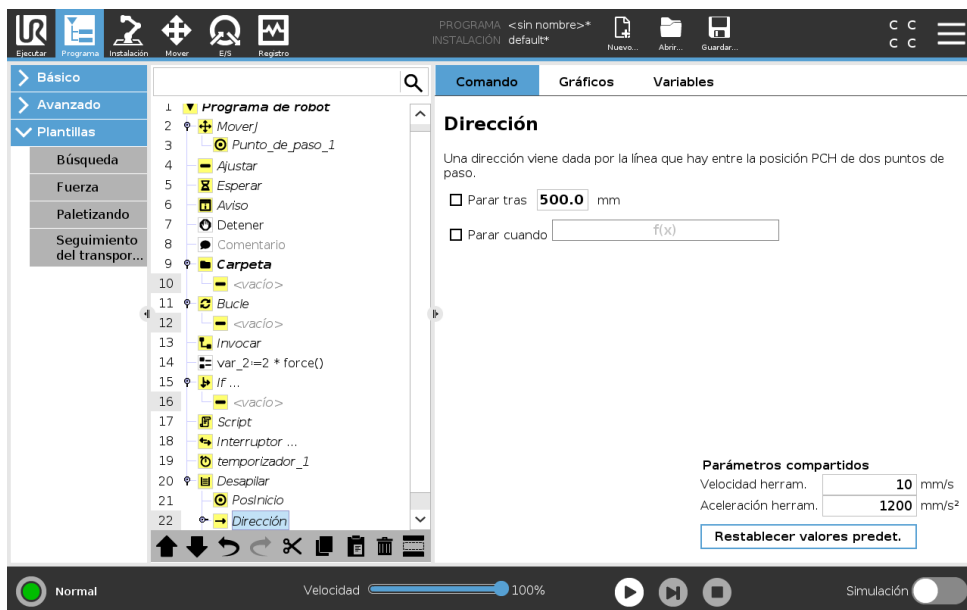 PROGRAMA <sin nombre>*
INSTALACIÓN default*
UR
Ejecutar
Programa
Instalación
Mover
E/S
Registro
Nuevo...
Abrir...
Guardar...
C C
C C
Básico
Avanzado
Plantillas
Búsqueda
Fuerza
Paletizando
Seguimiento
del transpor...
1 Programa de robot
2 MoverJ
3 Punto_de_paso_1
4 Ajustar
5 Esperar
6 Aviso
7 Detener
8 Comentario
9 Carpeta
10 <vacío>
11 Bucle
12 <vacío>
13 Invocar
14 var_2:=2 * force()
15 If ...
16 <vacío>
17 Script
18 Interruptor ...
19 temporizador_1
20 Desapilar
21 PosInicio
22 Dirección
Comando
Gráficos
Variables
Dirección
Una dirección viene dada por la línea que hay entre la posición PCH de dos puntos de
paso.
Parar tras 500.0 mm
Parar cuando f(x)
Parámetros compartidos
Velocidad herram. 10 mm/s
Aceleración herram. 1200 mm/s²
Restablecer valores predet.
Normal
Velocidad 100%
Simulación